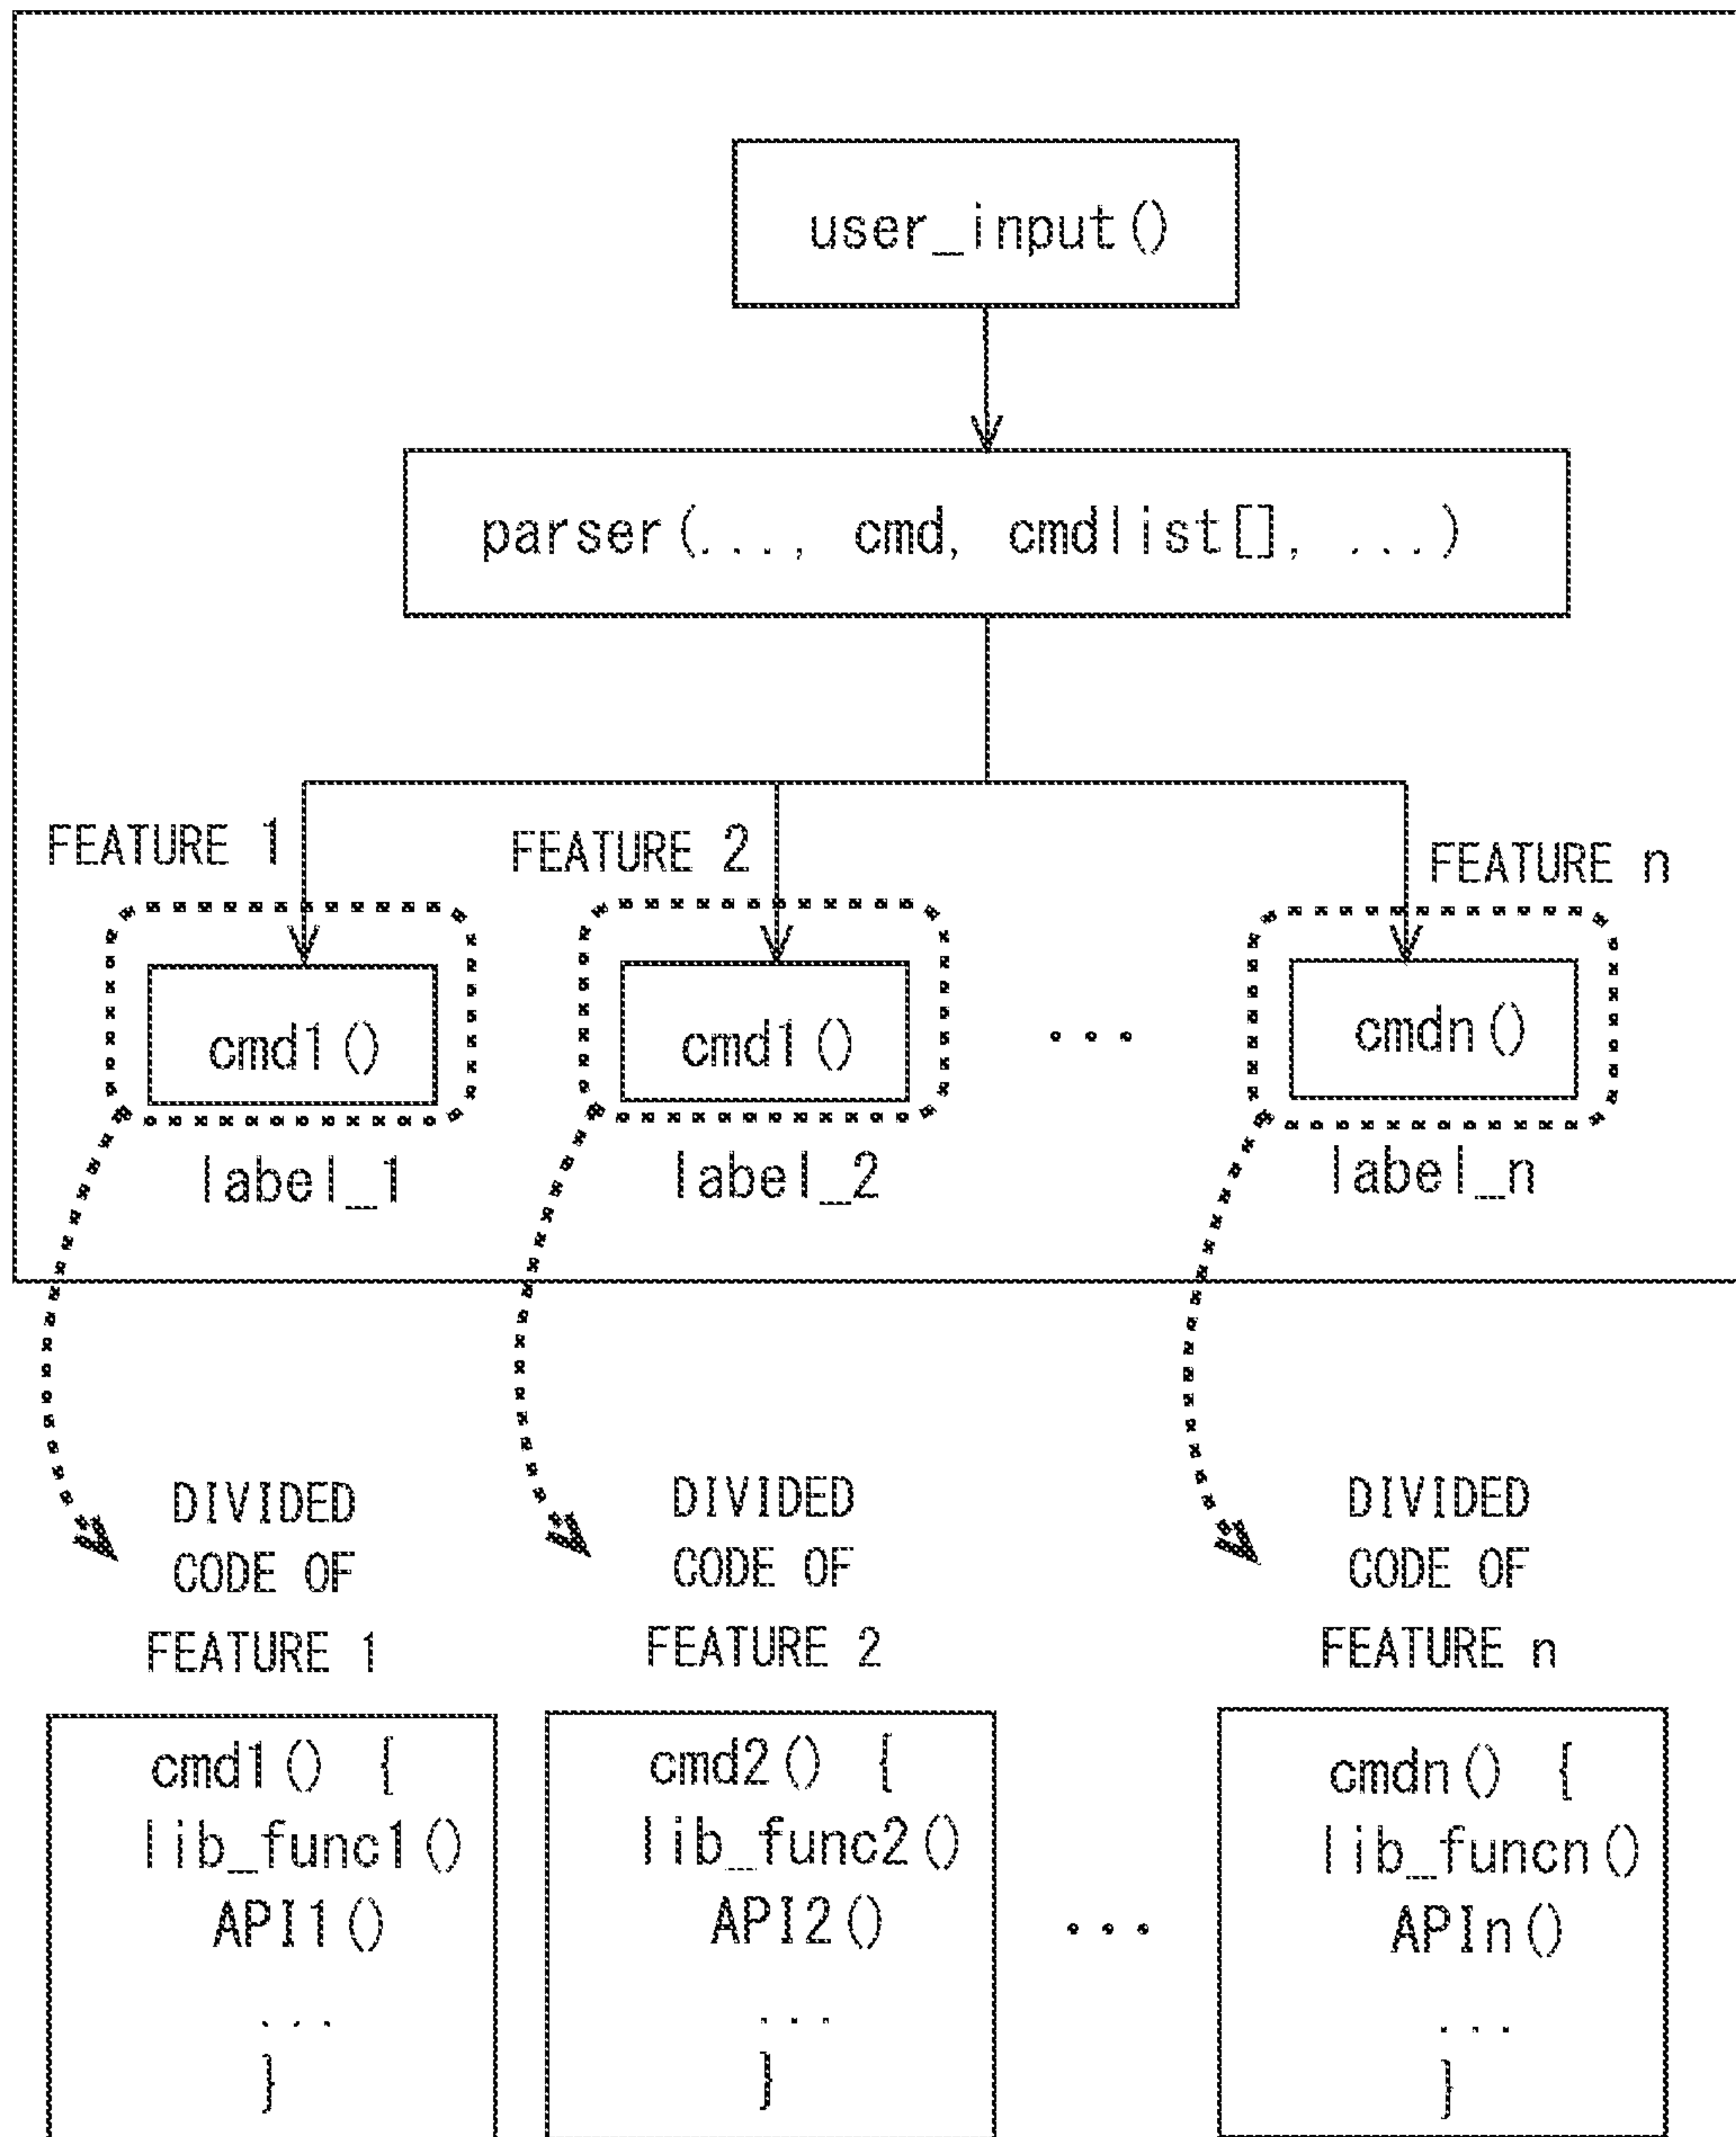 user_input()
parser(..., cmd, cmdlist[], ...)
FEATURE 1
FEATURE 2
FEATURE n
cmd1()
cmd1()
...
cmdn()
label_1
label_2
label_n
DIVIDED
CODE OF
FEATURE 1
DIVIDED
CODE OF
FEATURE 2
DIVIDED
CODE OF
FEATURE n
cmd1() {
lib_func1()
API1()
...
}
cmd2() {
lib_func2()
API2()
...
}
...
cmdn() {
lib_funcn()
APIn()
...
}